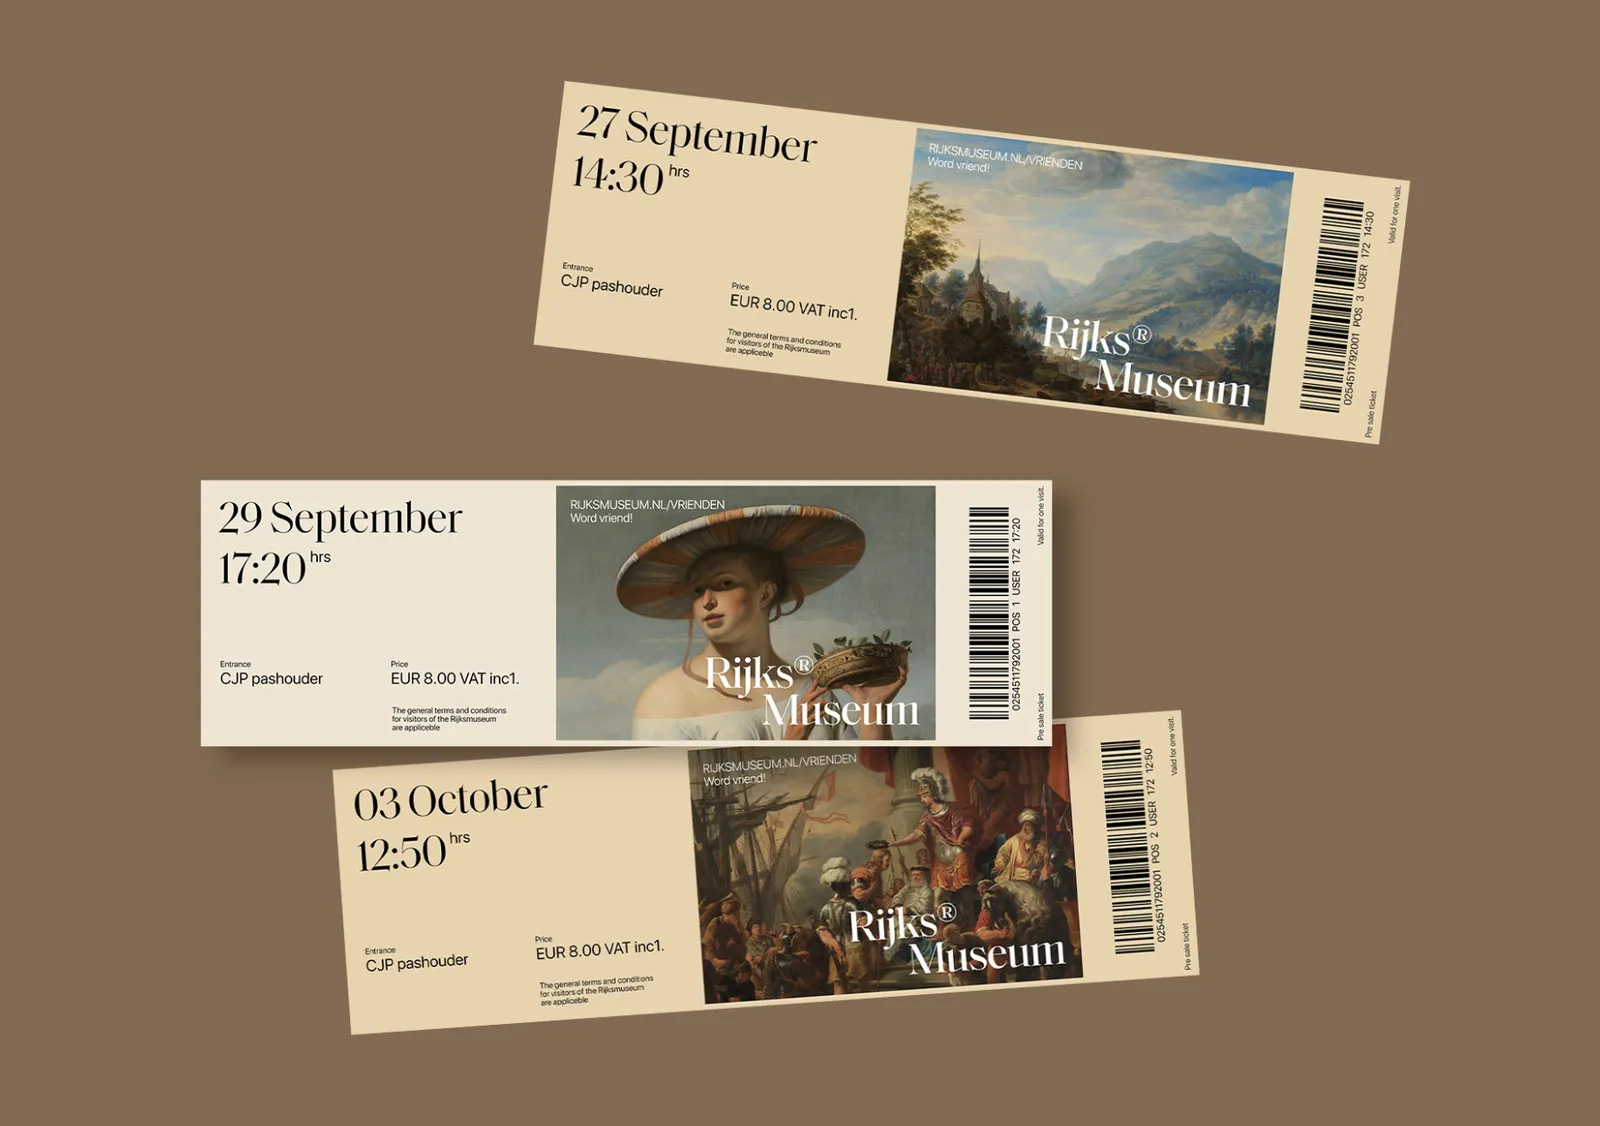 27 September
14:30 hrs
Entrance
CJP pashouder
Price
EUR 8.00 VAT inc1.
The general terms and conditions
for visitors of the Rijksmuseum
are appliceble
RIJKSMUSEUM.NL/VRIENDEN
Word vriend!
Rijks®
Museum
0254511792001 POS 3 USER 172 14:30
Valid for one visit.
Pre sale ticket
29 September
17:20 hrs
Entrance
CJP pashouder
Price
EUR 8.00 VAT inc1.
The general terms and conditions
for visitors of the Rijksmuseum
are appliceble
RIJKSMUSEUM.NL/VRIENDEN
Word vriend!
Rijks®
Museum
0254511792001 POS 1 USER 172 17:20
Valid for one visit.
Pre sale ticket
03 October
12:50 hrs
Entrance
CJP pashouder
Price
EUR 8.00 VAT inc1.
The general terms and conditions
for visitors of the Rijksmuseum
are appliceble
RIJKSMUSEUM.NL/VRIENDEN
Word vriend!
Rijks®
Museum
0254511792001 POS 2 USER 172 12:50
Valid for one visit.
Pre sale ticket